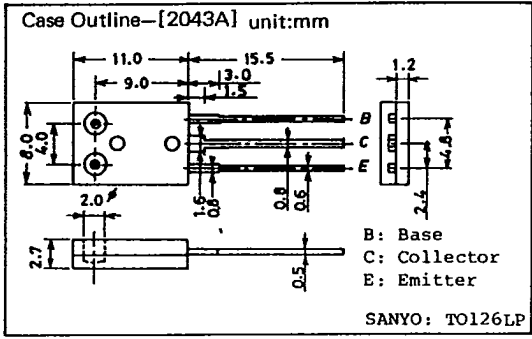 Case Outline—[2043A] unit:mm
11.0 15.5
9.0 3.0
1.5
1.2
B
C
E
8.0
4.0
1.6
0.8
0.8
0.6
4.8
2.4
2.0 ø
2.7
0.5
B: Base
C: Collector
E: Emitter
SANYO: TO126LP